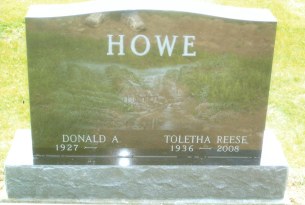 HOWE
DONALD A. TOLETHA REESE
1927 — 1936 — 2008